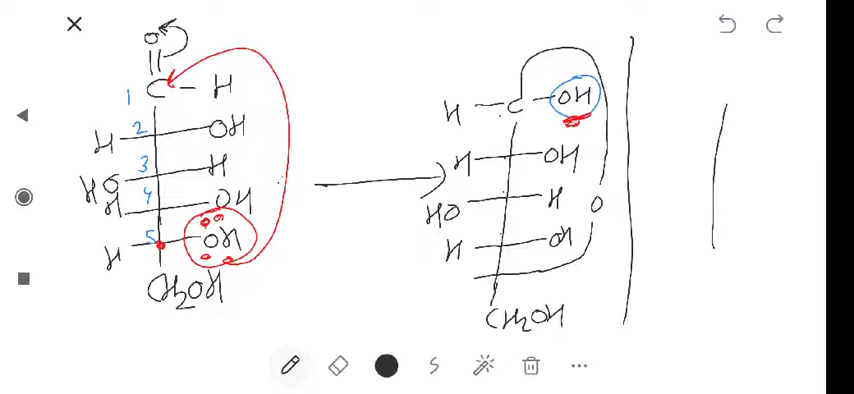 O
1 C - H
2 H OH
3 HO H
4 H OH
5 H OH
CH2OH
H - C - OH
H OH
HO H
O
H OH
CH2OH
S